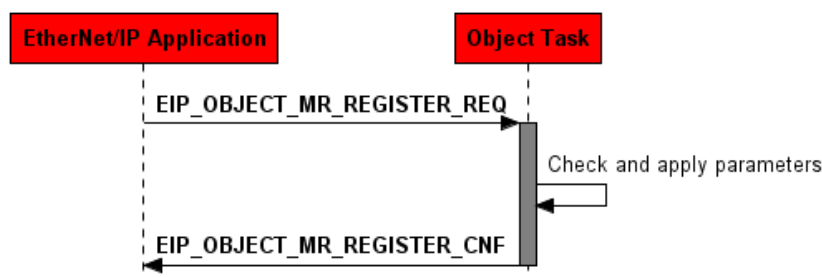 EtherNet/IP Application
Object Task
EIP_OBJECT_MR_REGISTER_REQ
Check and apply parameters
EIP_OBJECT_MR_REGISTER_CNF